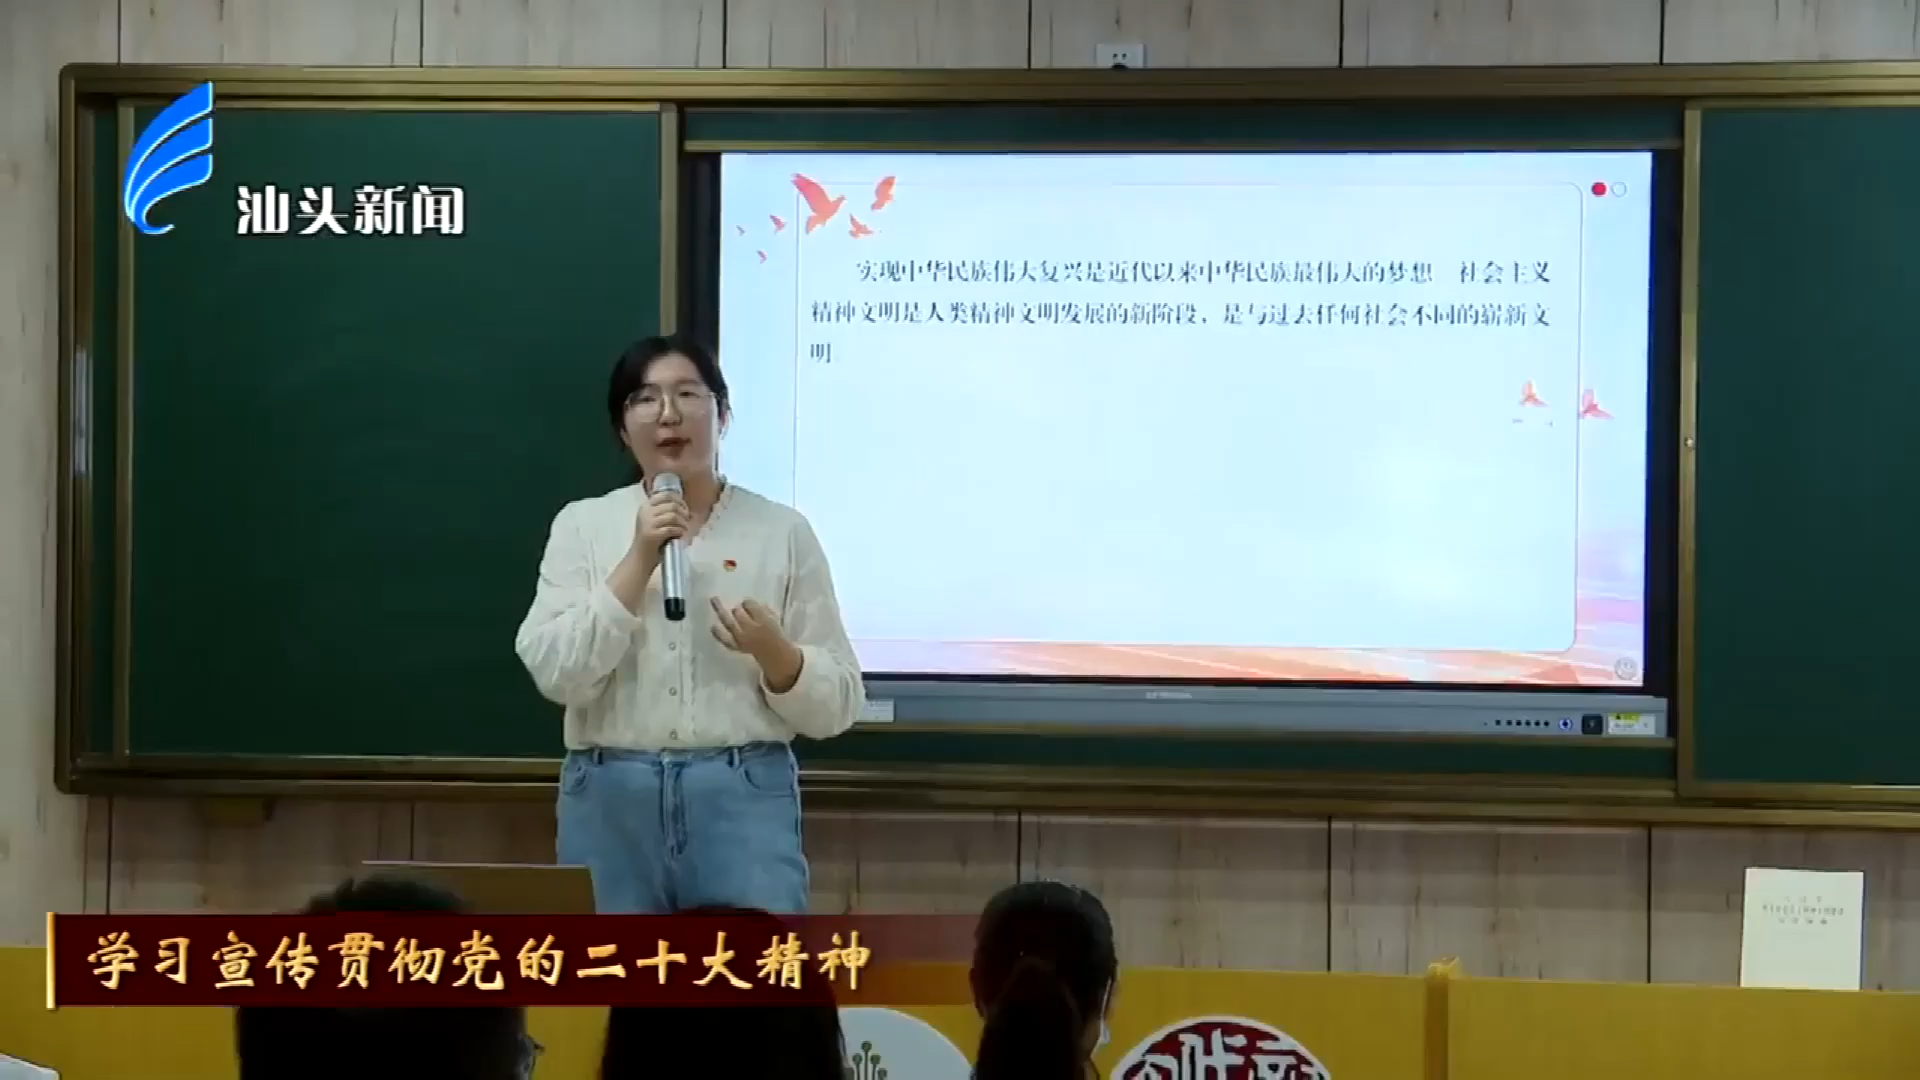 汕头新闻
实现中华民族伟大复兴是近代以来中华民族最伟大的梦想 社会主义
精神文明是人类精神文明发展的新阶段，是与过去任何社会不同的崭新文
明
学习宣传贯彻党的二十大精神